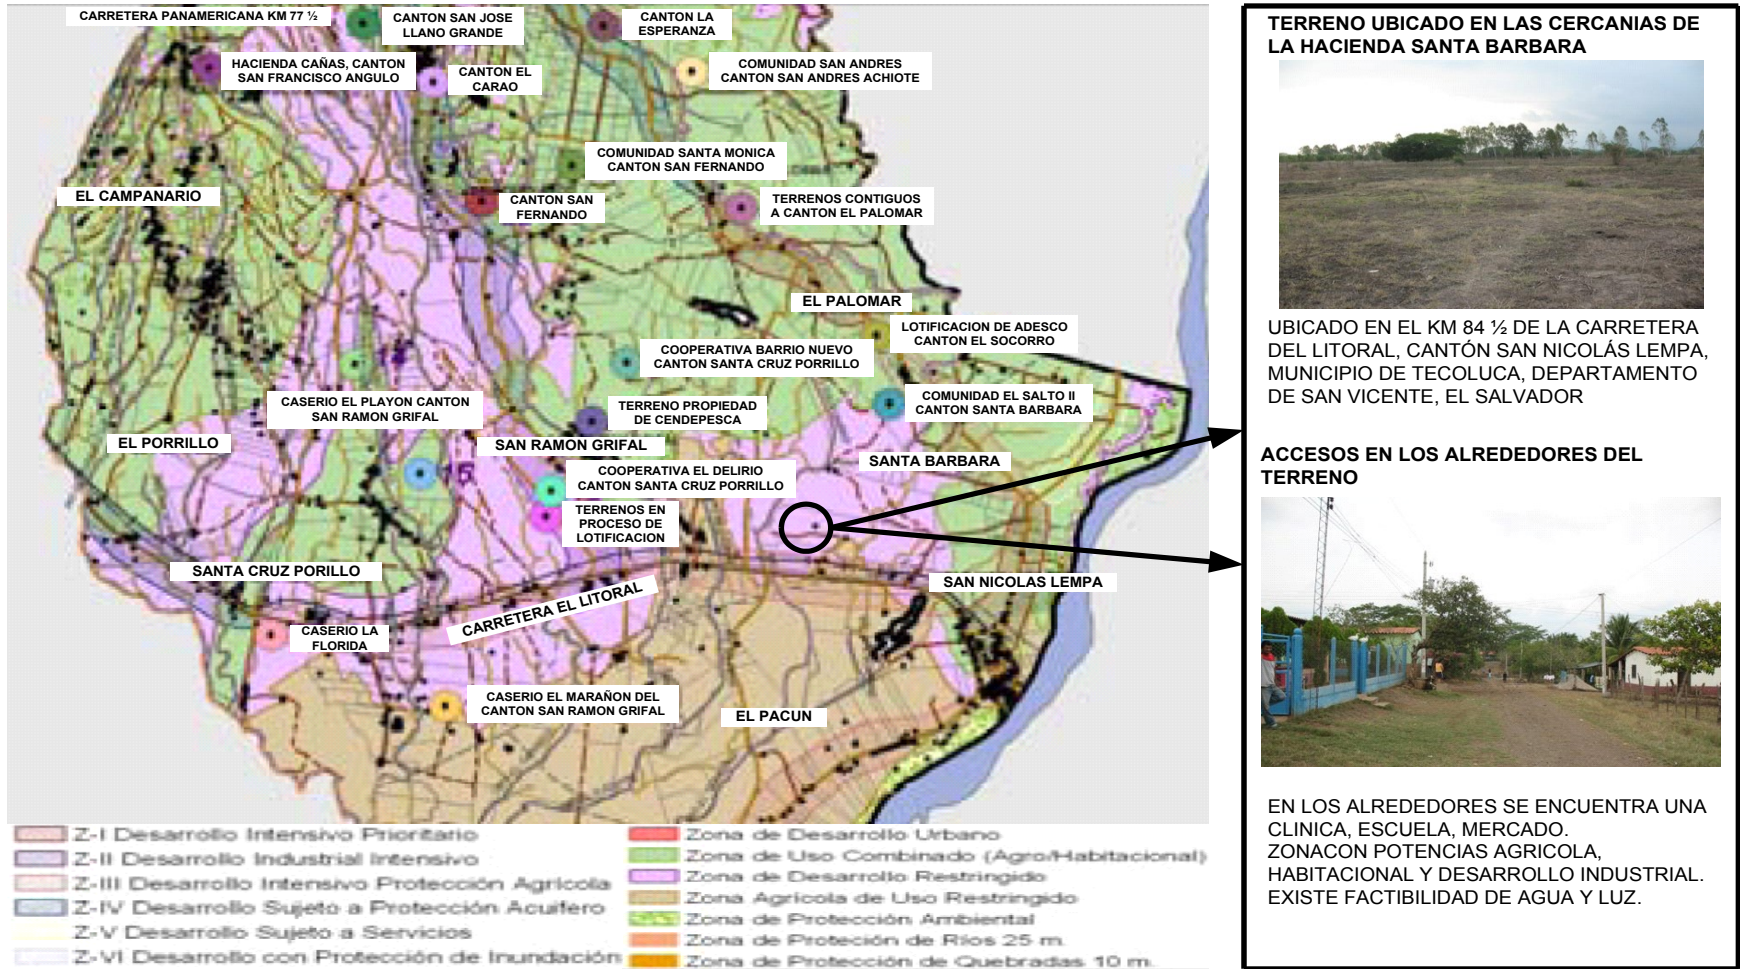 CARRETERA PANAMERICANA KM 77 ½
CANTON SAN JOSE
LLANO GRANDE
CANTON LA
ESPERANZA
HACIENDA CAÑAS, CANTON
SAN FRANCISCO ANGULO
CANTON EL
CARAO
COMUNIDAD SAN ANDRES
CANTON SAN ANDRES ACHIOTE
COMUNIDAD SANTA MONICA
CANTON SAN FERNANDO
EL CAMPANARIO
CANTON SAN
FERNANDO
TERRENOS CONTIGUOS
A CANTON EL PALOMAR
EL PALOMAR
LOTIFICACION DE ADESCO
CANTON EL SOCORRO
COOPERATIVA BARRIO NUEVO
CANTON SANTA CRUZ PORRILLO
CASERIO EL PLAYON CANTON
SAN RAMON GRIFAL
TERRENO PROPIEDAD
DE CENDEPESCA
COMUNIDAD EL SALTO II
CANTON SANTA BARBARA
EL PORRILLO
SAN RAMON GRIFAL
SANTA BARBARA
COOPERATIVA EL DELIRIO
CANTON SANTA CRUZ PORRILLO
15
TERRENOS EN
PROCESO DE
LOTIFICACION
SANTA CRUZ PORILLO
SAN NICOLAS LEMPA
CARRETERA EL LITORAL
CASERIO LA
FLORIDA
CASERIO EL MARAÑON DEL
CANTON SAN RAMON GRIFAL
EL PACUN
Z-I Desarrollo Intensivo Prioritario
Z-II Desarrollo Industrial Intensivo
Z-III Desarrollo Intensivo Protección Agrícola
Z-IV Desarrollo Sujeto a Protección Acuifero
Z-V Desarrollo Sujeto a Servicios
Z-VI Desarrollo con Protección de Inundación
Zona de Desarrollo Urbano
Zona de Uso Combinado (Agro/Habitacional)
Zona de Desarrollo Restringido
Zona Agrícola de Uso Restringido
Zona de Protección Ambiental
Zona de Proteción de Ríos 25 m.
Zona de Protección de Quebradas 10 m.
TERRENO UBICADO EN LAS CERCANIAS DE
LA HACIENDA SANTA BARBARA
UBICADO EN EL KM 84 ½ DE LA CARRETERA
DEL LITORAL, CANTÓN SAN NICOLÁS LEMPA,
MUNICIPIO DE TECOLUCA, DEPARTAMENTO
DE SAN VICENTE, EL SALVADOR
ACCESOS EN LOS ALREDEDORES DEL
TERRENO
EN LOS ALREDEDORES SE ENCUENTRA UNA
CLINICA, ESCUELA, MERCADO.
ZONACON POTENCIAS AGRICOLA,
HABITACIONAL Y DESARROLLO INDUSTRIAL.
EXISTE FACTIBILIDAD DE AGUA Y LUZ.